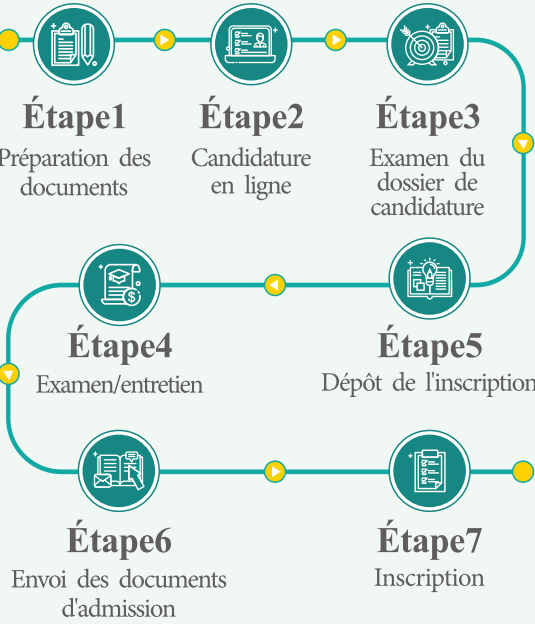 Étape1
Préparation des
documents
Étape2
Candidature
en ligne
Étape3
Examen du
dossier de
candidature
Étape4
Examen/entretien
Étape5
Dépôt de l'inscription
Étape6
Envoi des documents
d'admission
Étape7
Inscription